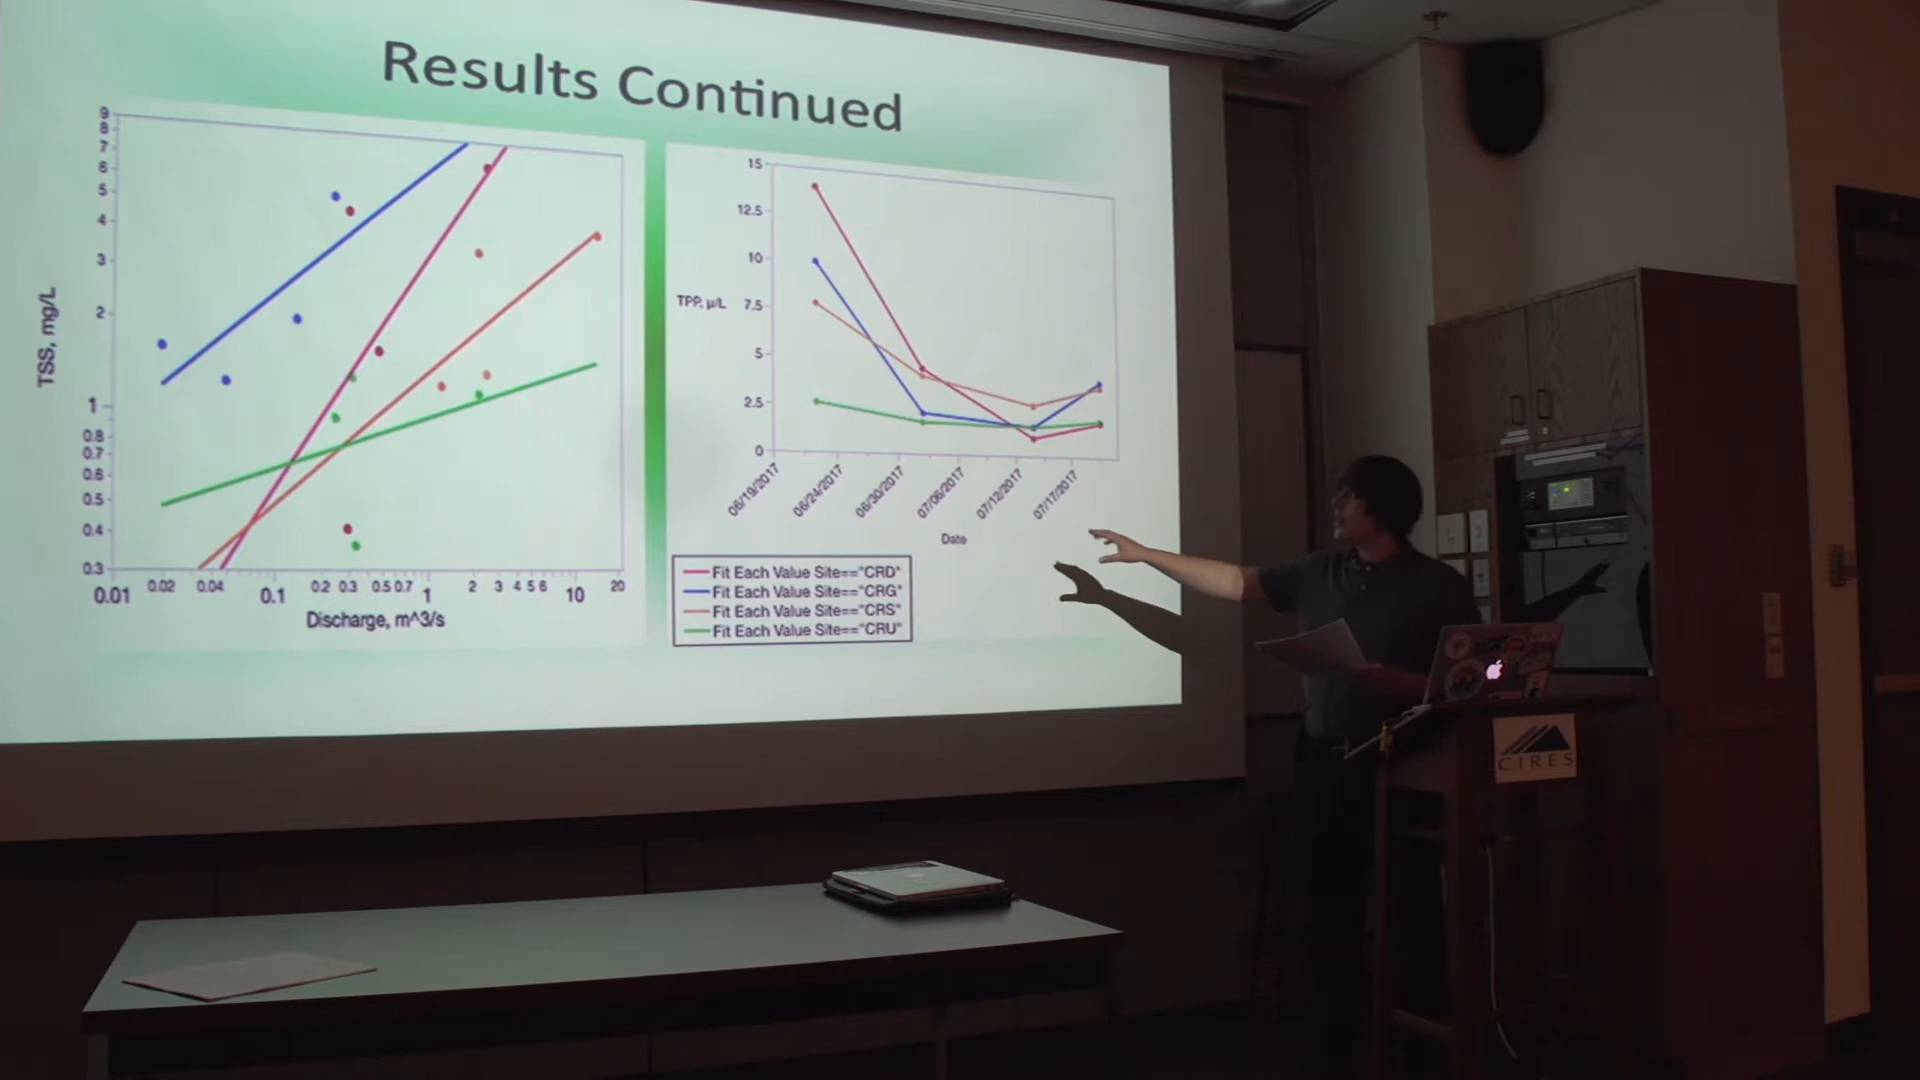 Results Continued
9
8
7
6
5
4
3
2
1
0.8
0.7
0.6
0.5
0.4
0.3
TSS, mg/L
0.01 0.02 0.04 0.1 0.2 0.3 0.5 0.7 1 2 3 4 5 6 10 20
Discharge, m^3/s
15
12.5
10
TPP, µ/L 7.5
5
2.5
0
06/19/2017 06/24/2017 06/30/2017 07/06/2017 07/12/2017 07/17/2017
Date
Fit Each Value Site=="CRD"
Fit Each Value Site=="CRG"
Fit Each Value Site=="CRS"
Fit Each Value Site=="CRU"
CIRES